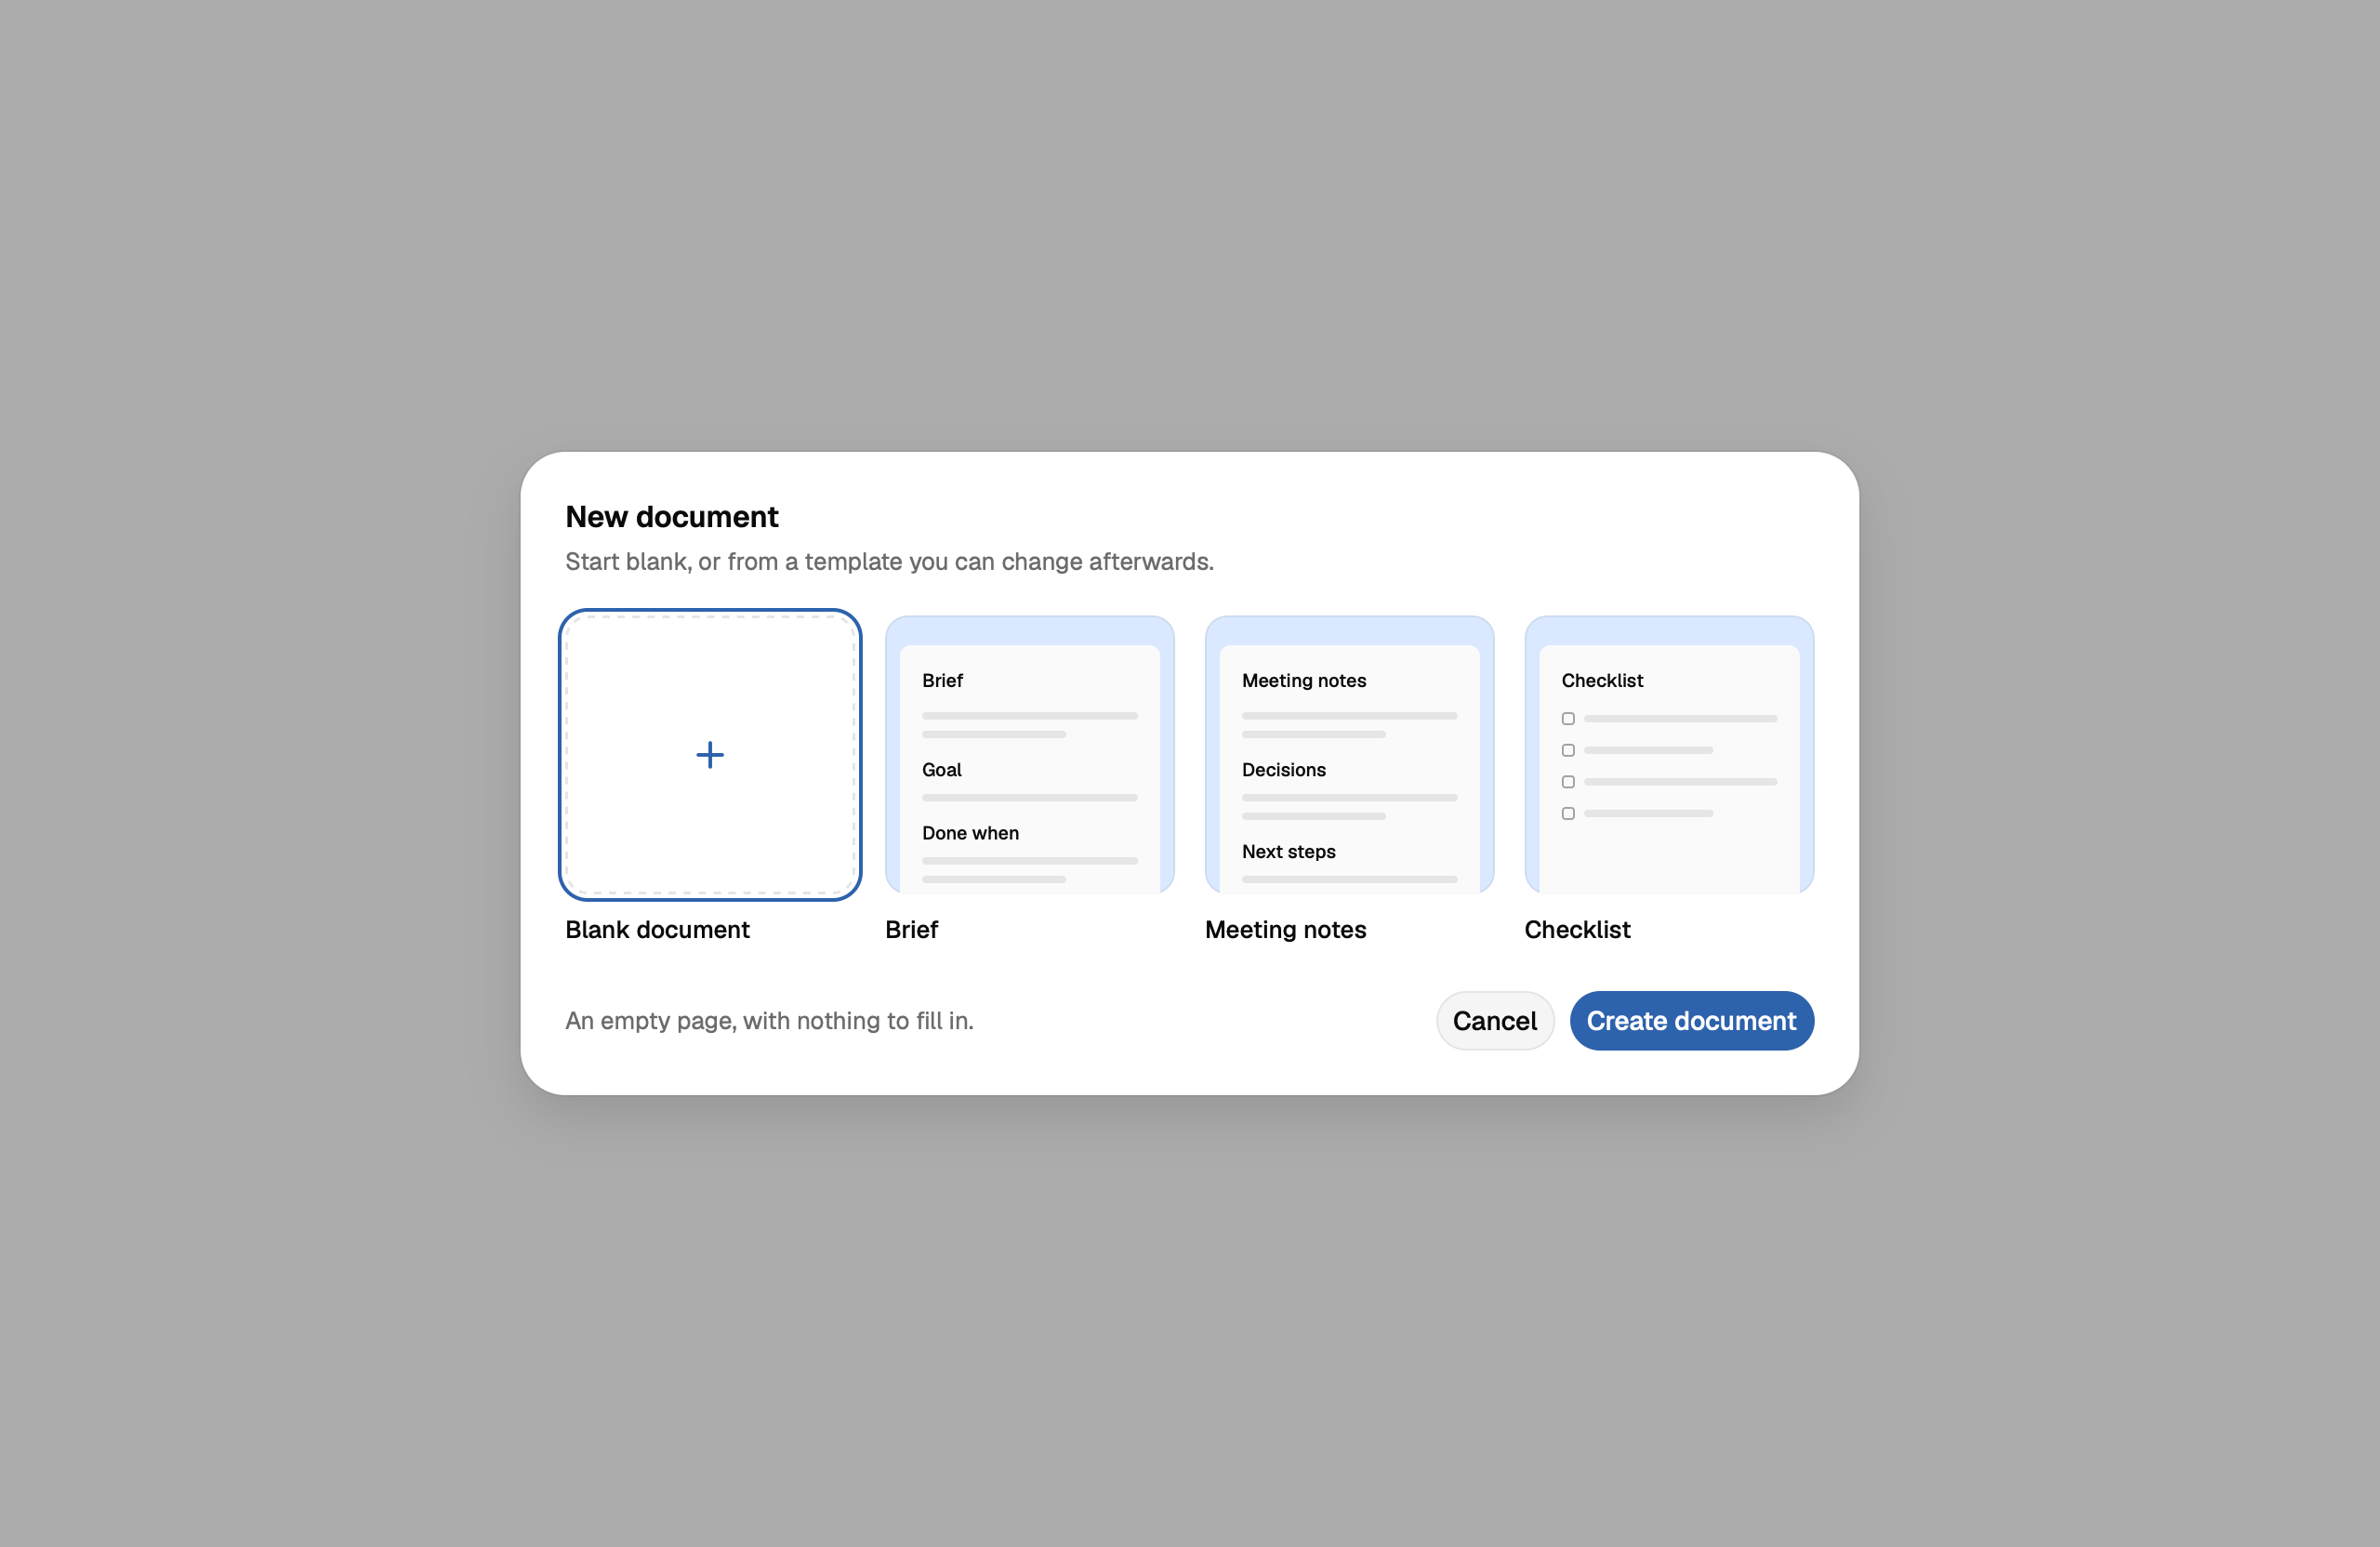 New document
Start blank, or from a template you can change afterwards.
Brief
Goal
Done when
Meeting notes
Decisions
Next steps
Checklist
Blank document
Brief
Meeting notes
Checklist
An empty page, with nothing to fill in.
Cancel
Create document